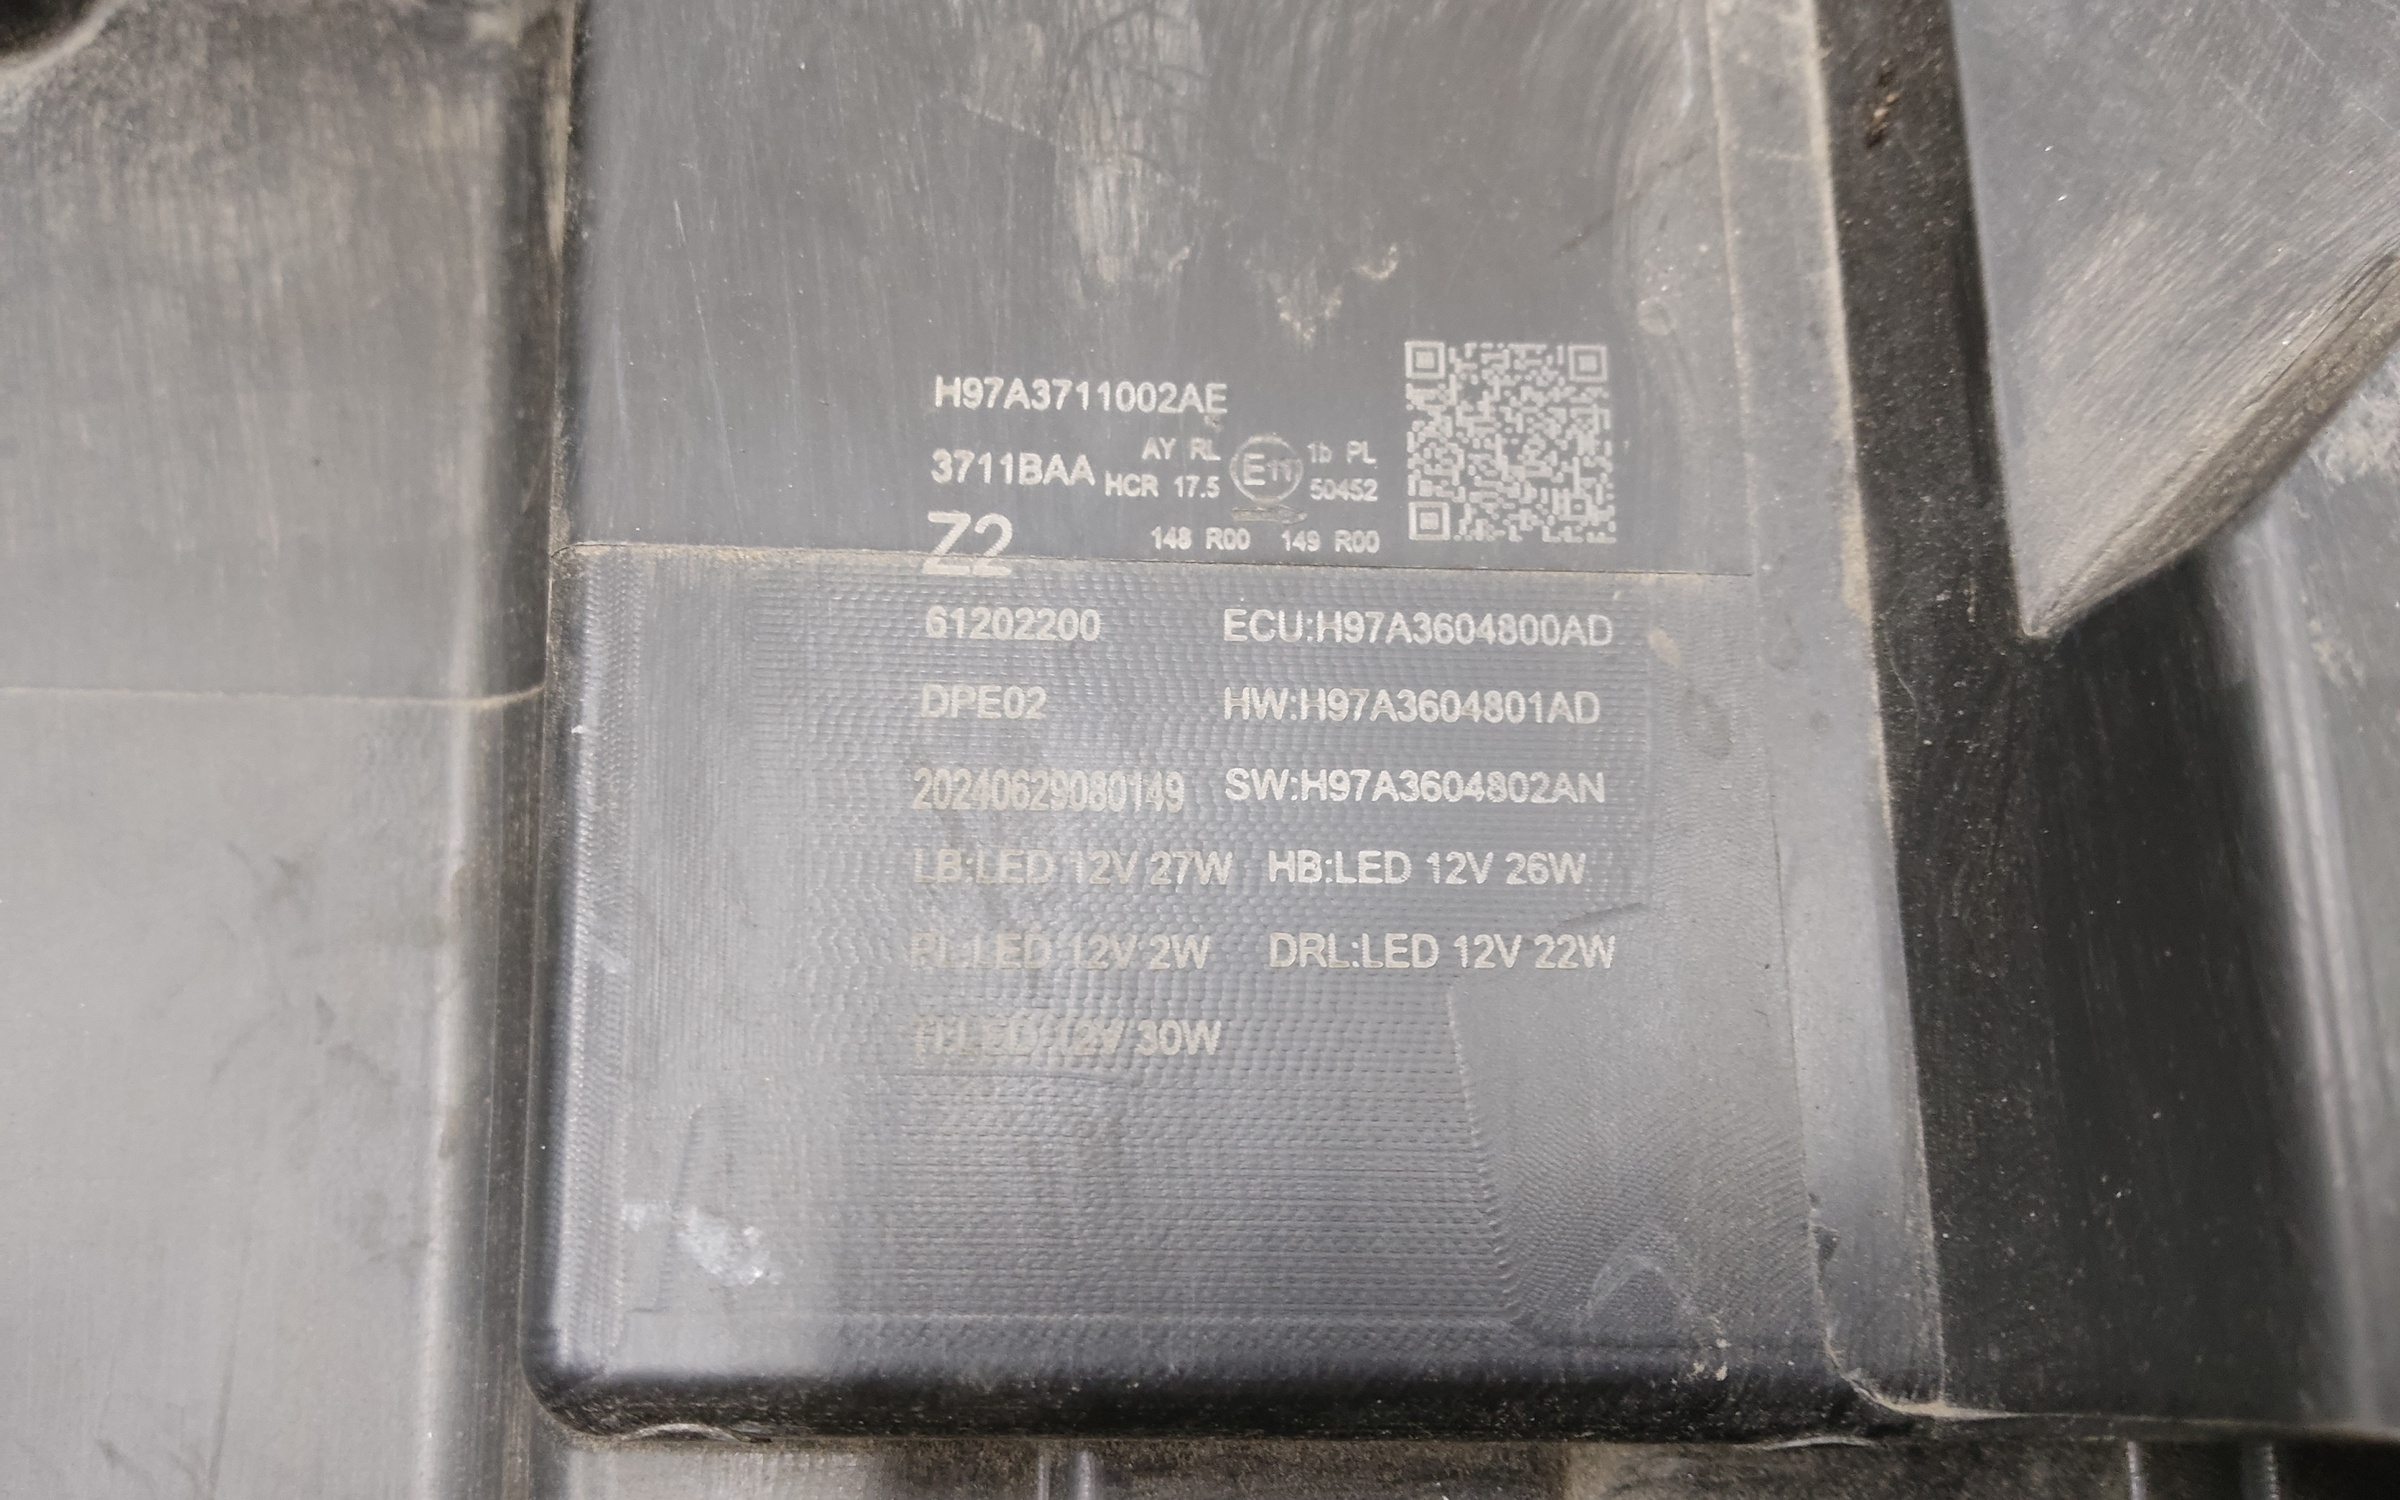 H97A3711002AE
3711BAA
AY RL E11 1b PL
HCR 17.5 50452
148 R00 149 R00
Z2
61202200 ECU:H97A3604800AD
DPE02 HW:H97A3604801AD
20240629080149 SW:H97A3604802AN
LB:LED 12V 27W HB:LED 12V 26W
RL:LED 12V 2W DRL:LED 12V 22W
LED 12V 30W